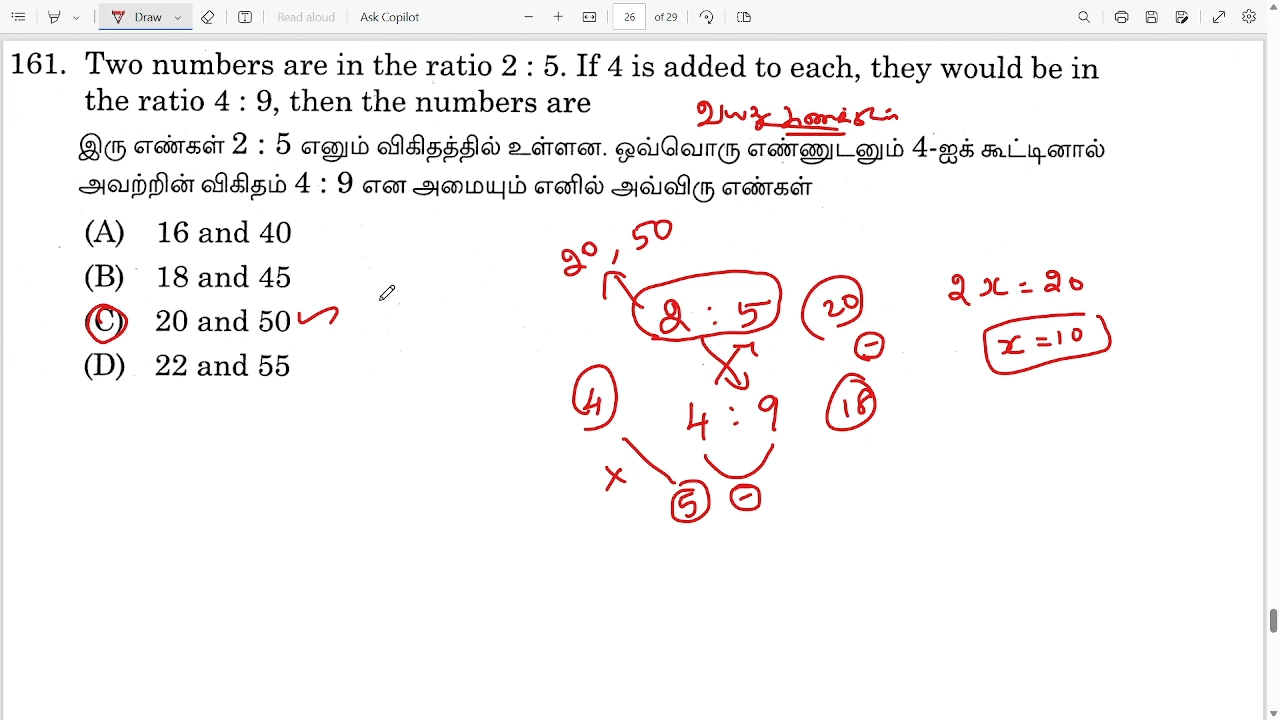 Draw
Read aloud
Ask Copilot
26
of 29
161. Two numbers are in the ratio 2 : 5. If 4 is added to each, they would be in
the ratio 4 : 9, then the numbers are
வயது கணக்குகள்
இரு எண்கள் 2 : 5 எனும் விகிதத்தில் உள்ளன. ஒவ்வொரு எண்ணுடனும் 4-ஐக் கூட்டினால்
அவற்றின் விகிதம் 4 : 9 என அமையும் எனில் அவ்விரு எண்கள்
(A) 16 and 40
(B) 18 and 45
(C) 20 and 50
(D) 22 and 55
20, 50
2 : 5
20
-
2x = 20
x = 10
4
4 : 9
18
x
5 -